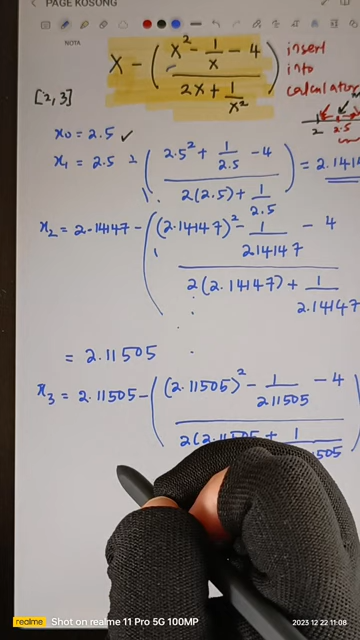 PAGE KOSONG
NOTA
x - ( (x² - 1/x - 4) / (2x + 1/x²) )
insert
into
calculator
[2,3]
2 2.5
x0 = 2.5 ✓
x1 = 2.5 - ( (2.5² + 1/2.5 - 4) / (2(2.5) + 1/2.5) ) = 2.1414
x2 = 2.14147 - ( (2.14147)² - 1/2.14147 - 4
2(2.14147) + 1/2.14147
= 2.11505
x3 = 2.11505 - ( (2.11505)² - 1/2.11505 - 4
2(2.11505 + 1/505 )
realme Shot on realme 11 Pro 5G 100MP
2023 12 22 11:08